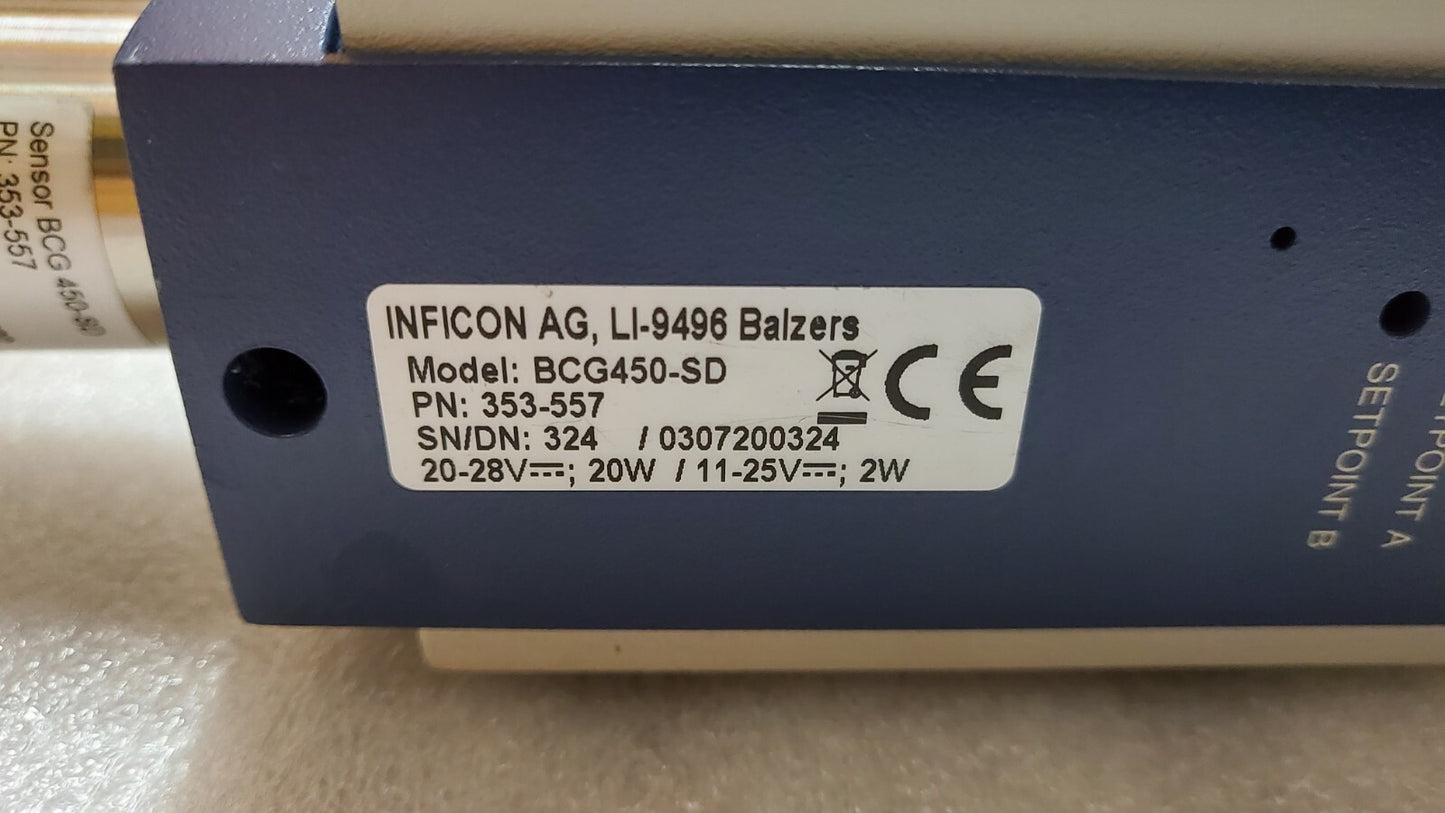 Sensor BCG 450-SD
PN: 353-557
INFICON AG, LI-9496 Balzers
Model: BCG450-SD
PN: 353-557
SN/DN: 324 / 0307200324
20-28V⎓; 20W / 11-25V⎓; 2W
CE
SETPOINT A
SETPOINT B